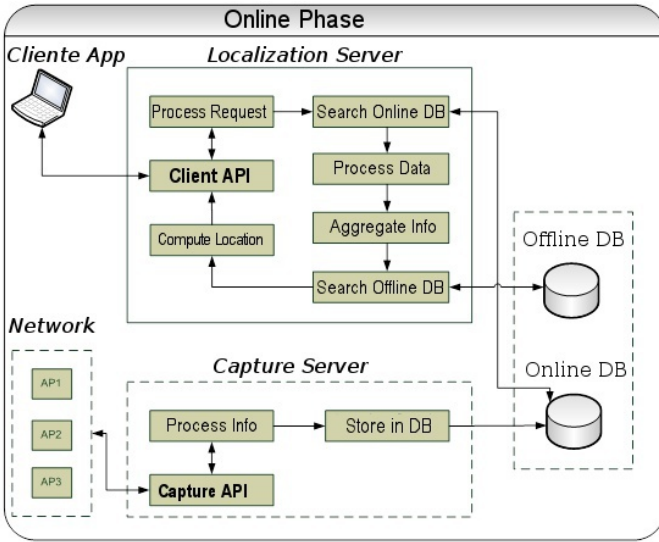 Online Phase
Cliente App
Localization Server
Process Request
Search Online DB
Client API
Process Data
Compute Location
Aggregate Info
Search Offline DB
Offline DB
Online DB
Network
AP1
AP2
AP3
Capture Server
Process Info
Store in DB
Capture API